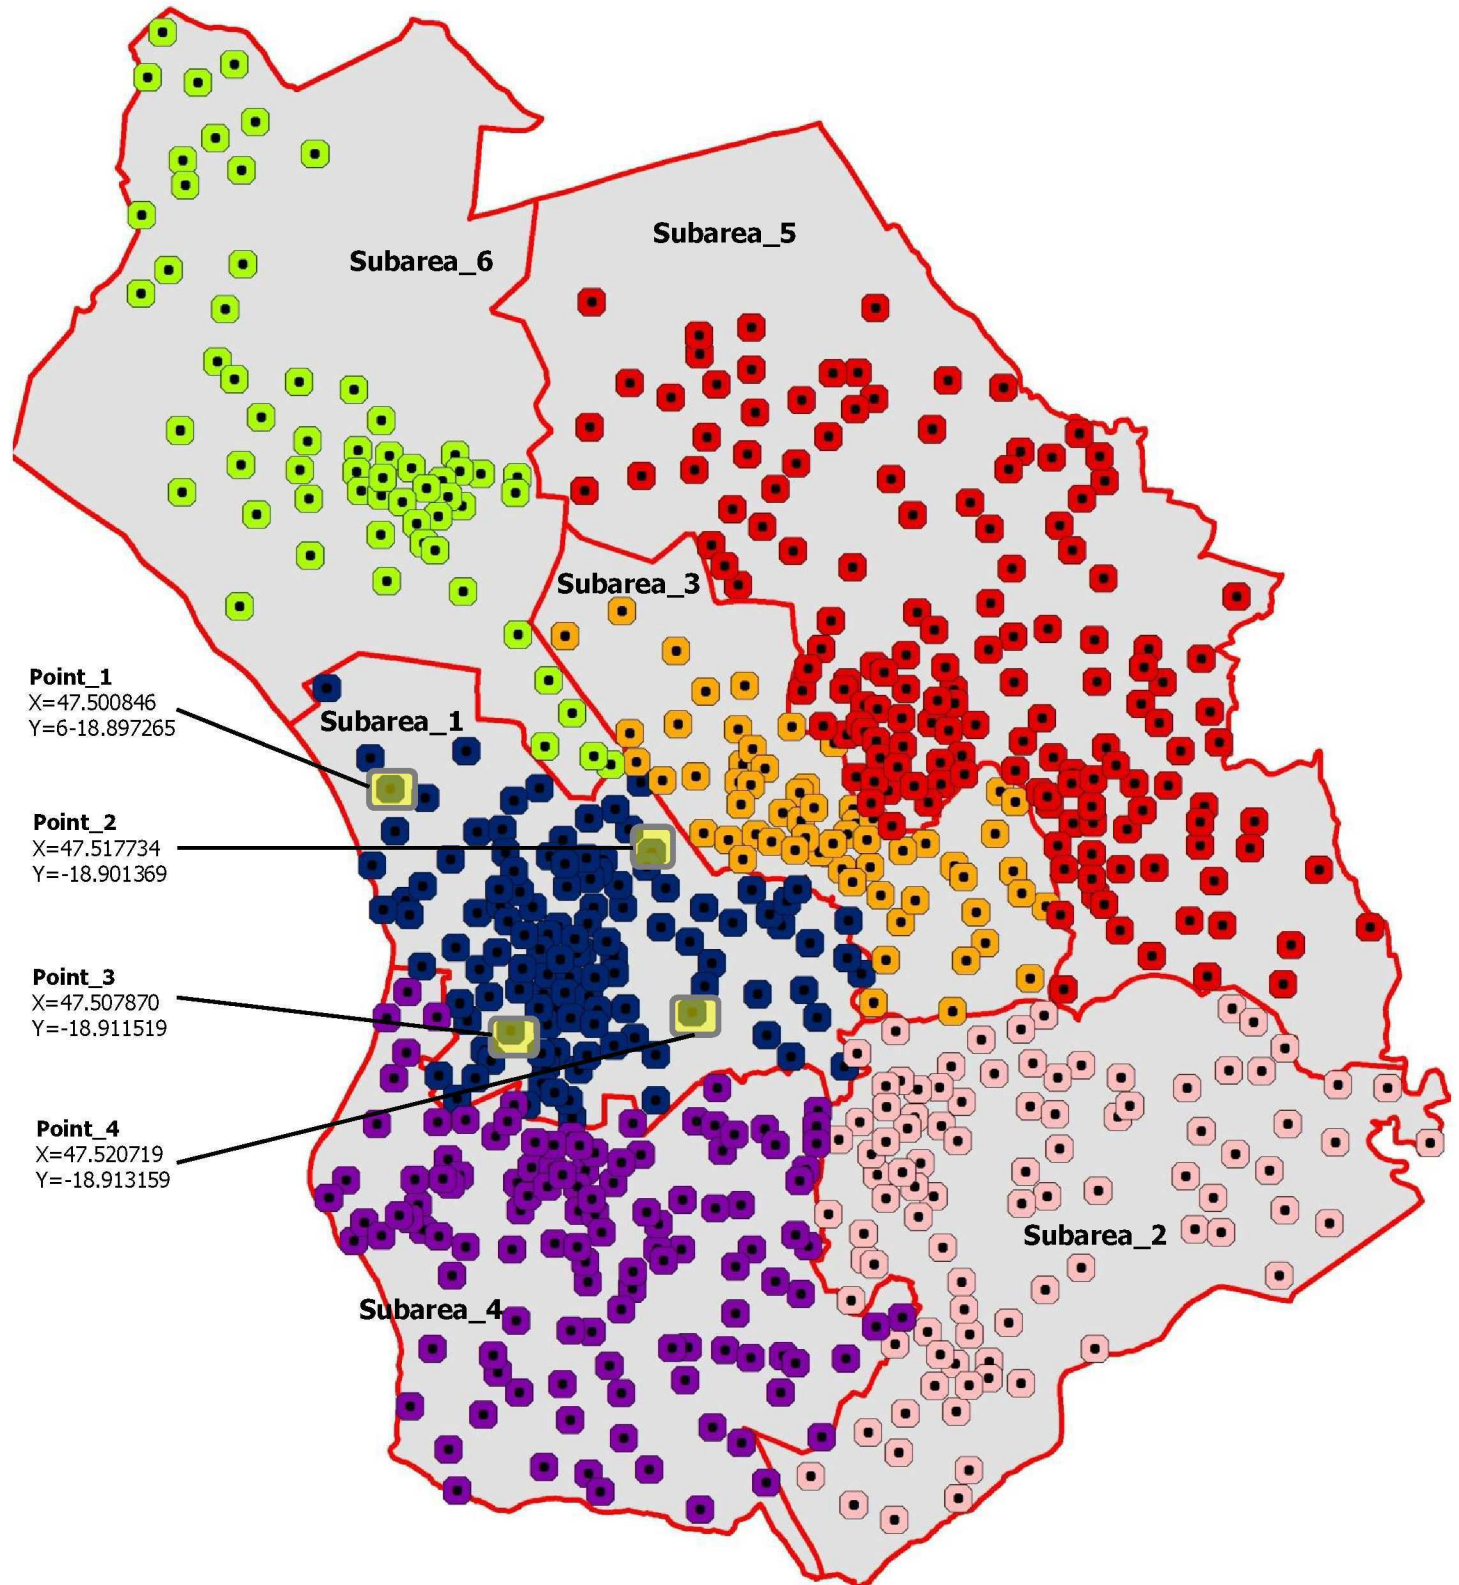 Subarea_5
Subarea_6
Subarea_3
Point_1
X=47.500846
Y=6-18.897265
Subarea_1
Point_2
X=47.517734
Y=-18.901369
Point_3
X=47.507870
Y=-18.911519
Point_4
X=47.520719
Y=-18.913159
Subarea_2
Subarea_4